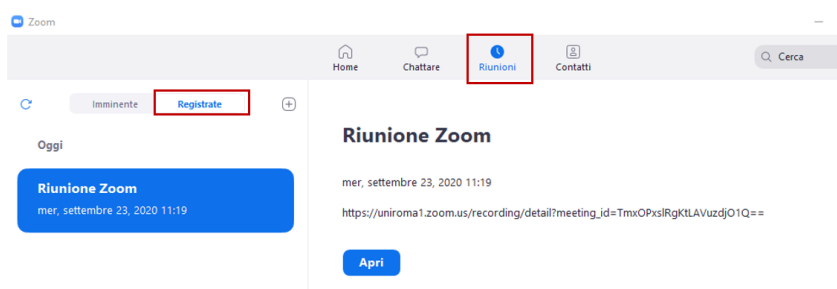 Zoom
Home
Chattare
Riunioni
Contatti
Cerca
Imminente
Registrate
Oggi
Riunione Zoom
mer, settembre 23, 2020 11:19
Riunione Zoom
mer, settembre 23, 2020 11:19
https://uniroma1.zoom.us/recording/detail?meeting_id=TmxOPxslRgKtLAVuzdjO1Q==
Apri